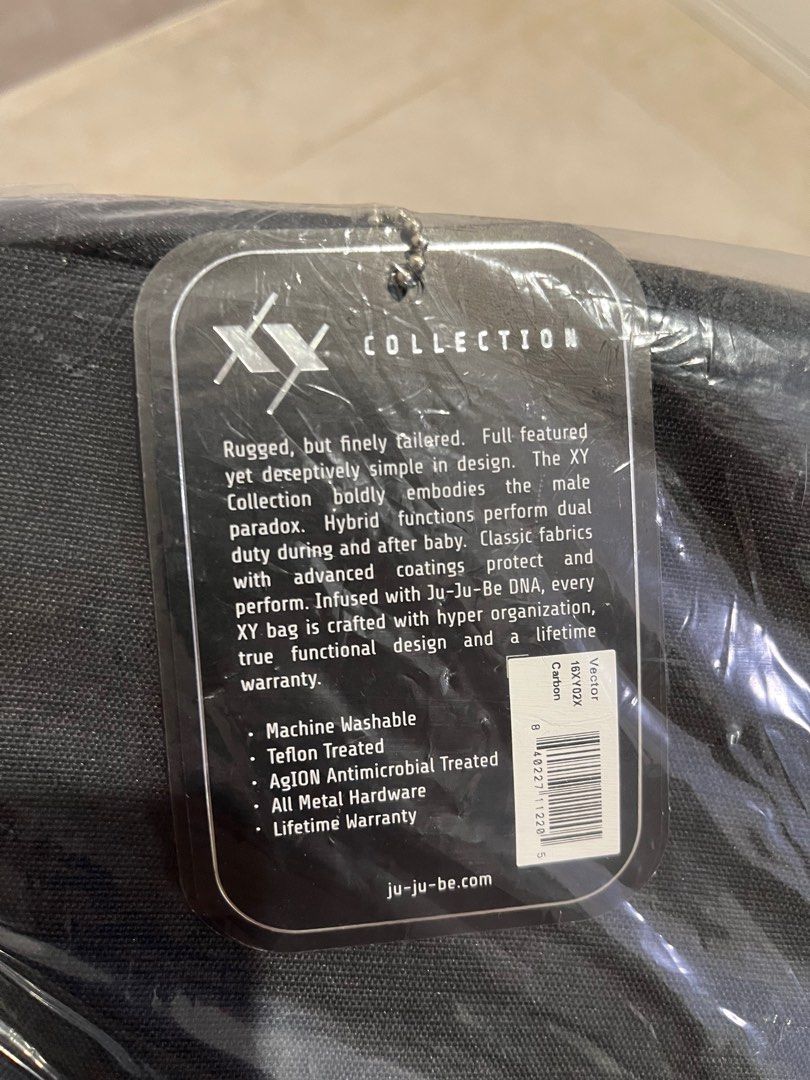 XY COLLECTION
Rugged, but finely tailored. Full featured
yet deceptively simple in design. The XY
Collection boldly embodies the male
paradox. Hybrid functions perform dual
duty during and after baby. Classic fabrics
with advanced coatings protect and
perform. Infused with Ju-Ju-Be DNA, every
XY bag is crafted with hyper organization,
true functional design and a lifetime
warranty.
• Machine Washable
• Teflon Treated
• AgION Antimicrobial Treated
• All Metal Hardware
• Lifetime Warranty
Vector
16XY02X
Carbon
8 40227 11220 5
ju-ju-be.com